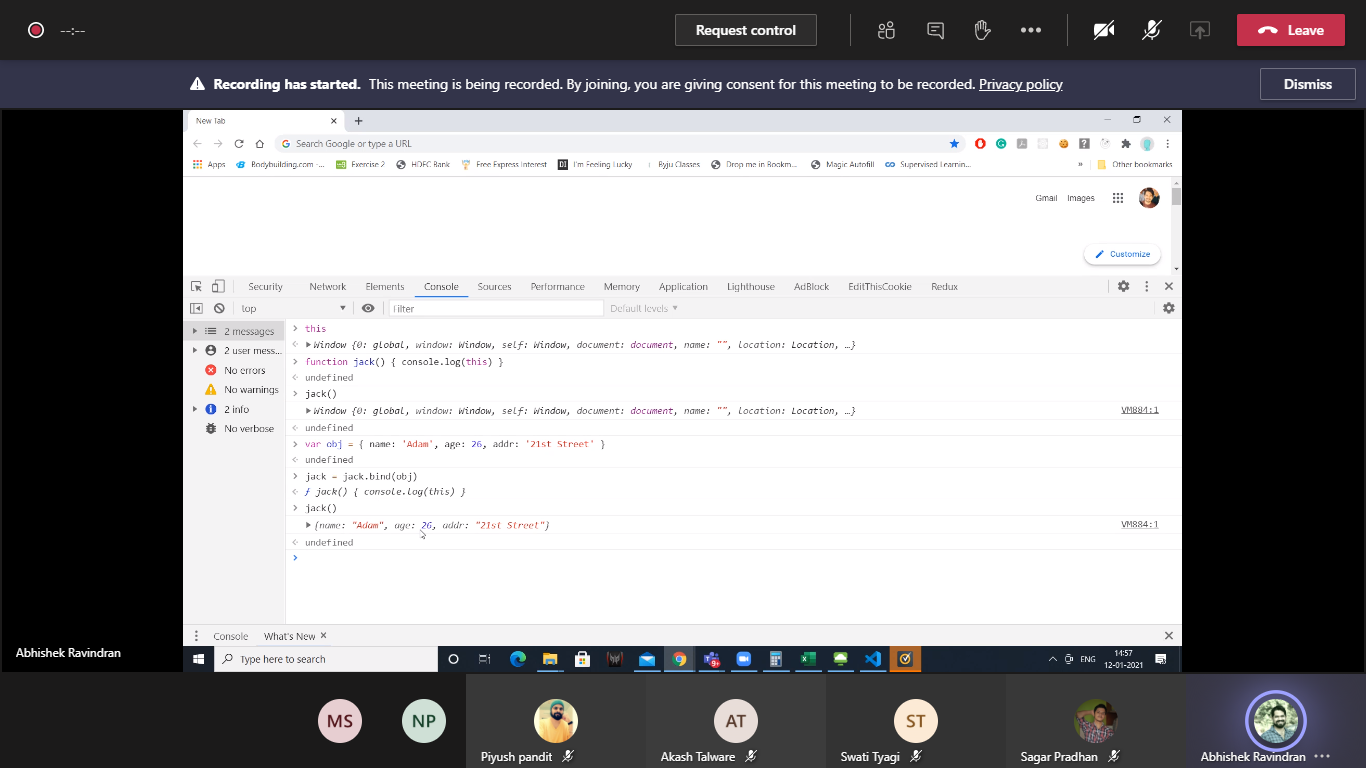 --:--
Request control
Leave
Recording has started. This meeting is being recorded. By joining, you are giving consent for this meeting to be recorded. Privacy policy
Dismiss
New Tab
Search Google or type a URL
Apps Bodybuilding.com -... Exercise 2 HDFC Bank Free Express Interest I'm Feeling Lucky Byju Classes Drop me in Bookm... Magic Autofill Supervised Learnin... » Other bookmarks
Gmail Images
Customize
Security Network Elements Console Sources Performance Memory Application Lighthouse AdBlock EditThisCookie Redux
top Filter Default levels
2 messages
2 user mess...
No errors
No warnings
2 info
No verbose
this
Window {0: global, window: Window, self: Window, document: document, name: "", location: Location, …}
function jack() { console.log(this) }
undefined
jack()
Window {0: global, window: Window, self: Window, document: document, name: "", location: Location, …} VM884:1
undefined
var obj = { name: 'Adam', age: 26, addr: '21st Street' }
undefined
jack = jack.bind(obj)
ƒ jack() { console.log(this) }
jack()
{name: "Adam", age: 26, addr: "21st Street"} VM884:1
undefined
Console What's New
Abhishek Ravindran
Type here to search
ENG
14:57
12-01-2021
MS
NP
AT
ST
Piyush pandit
Akash Talware
Swati Tyagi
Sagar Pradhan
Abhishek Ravindran